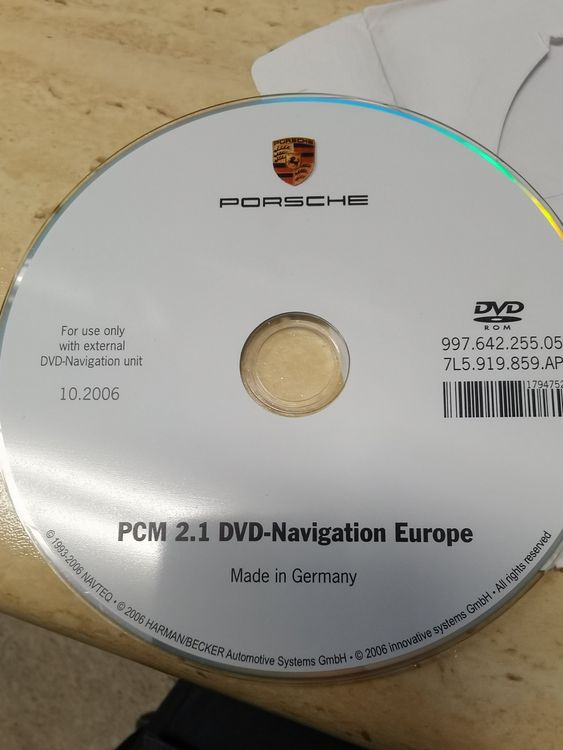 PORSCHE
PORSCHE
DVD
ROM
For use only
with external
DVD-Navigation unit
10.2006
997.642.255.05
7L5.919.859.AP
179475
PCM 2.1 DVD-Navigation Europe
Made in Germany
© 1993-2006 NAVTEQ • © 2006 HARMAN/BECKER Automotive Systems GmbH • © 2006 innovative systems GmbH • All rights reserved